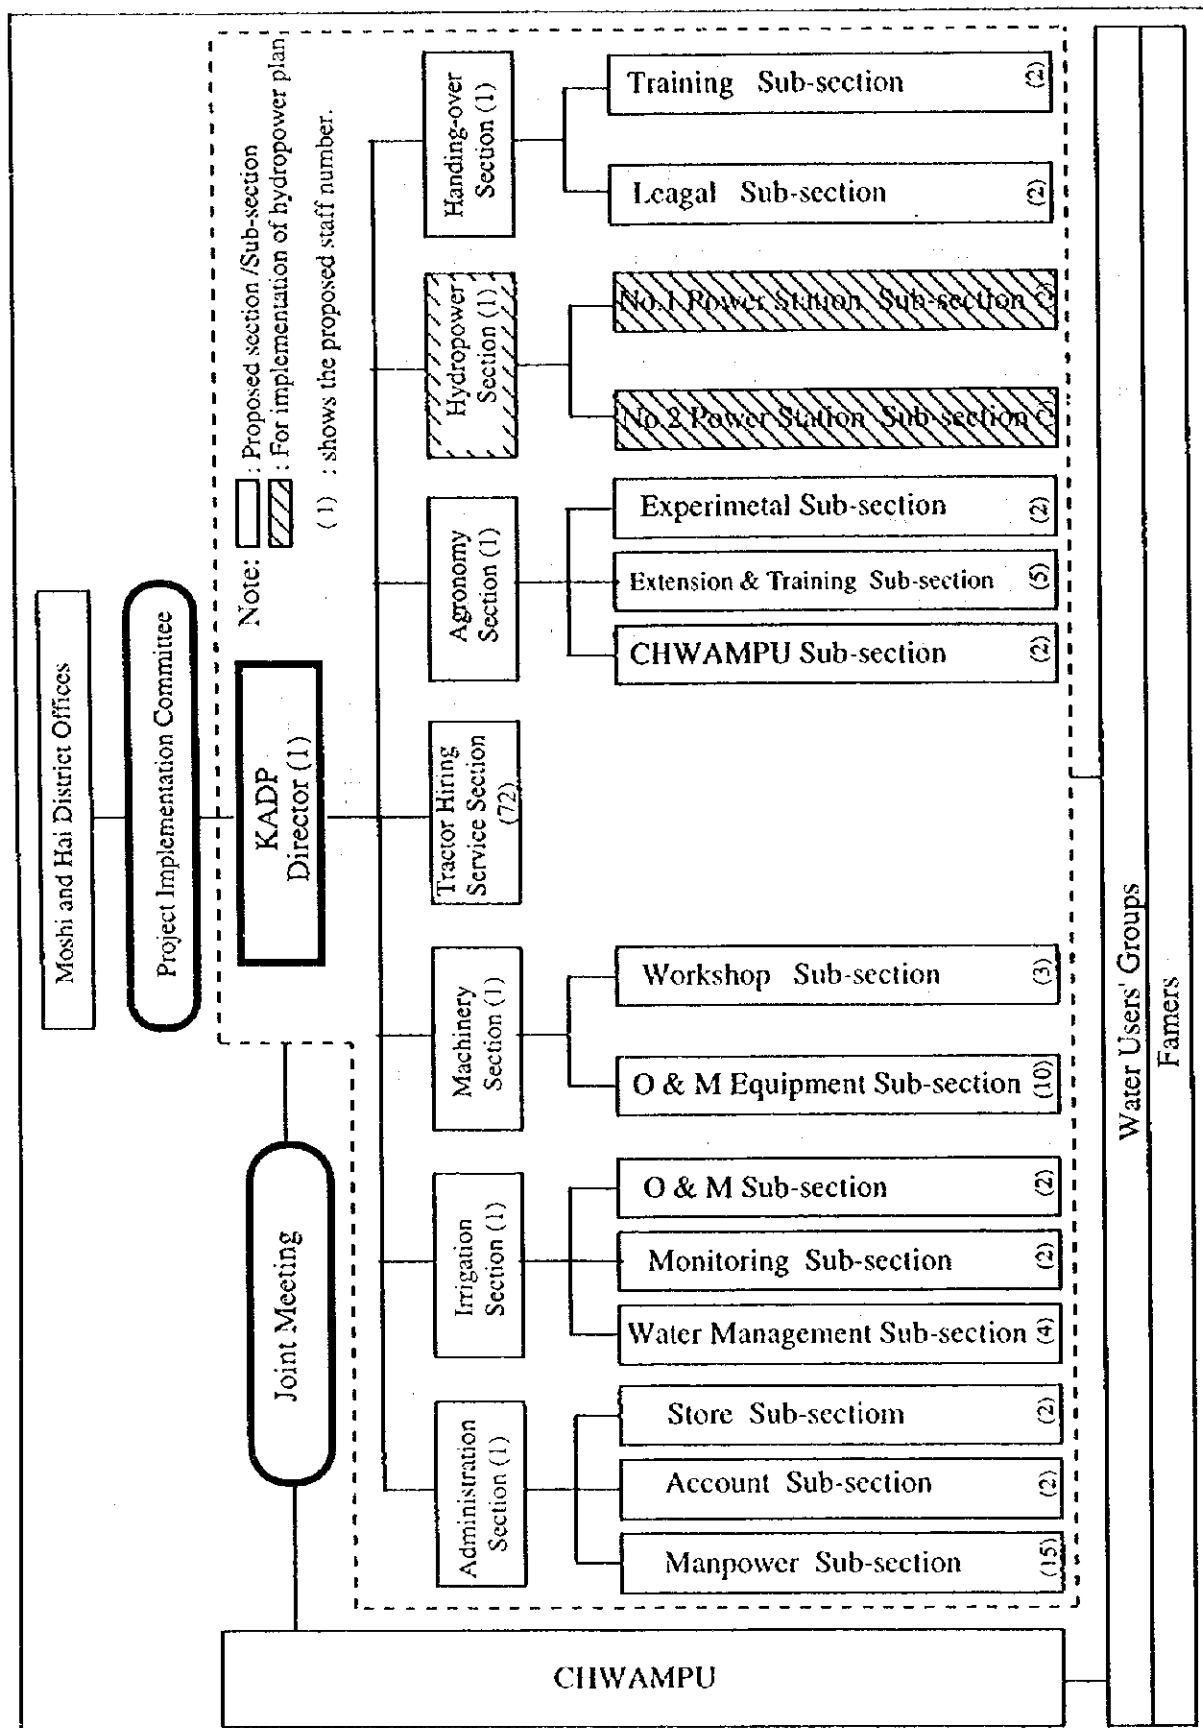 Moshi and Hai District Offices
Project Implementation Committee
Note:
: Proposed section /Sub-section
: For implementation of hydropower plan
(1) : shows the proposed staff number.
KADP
Director (1)
Joint Meeting
CHWAMPU
Administration
Section (1)
Manpower Sub-section (15)
Account Sub-section (2)
Store Sub-sectiom (2)
Irrigation
Section (1)
Water Management Sub-section (4)
Monitoring Sub-section (2)
O & M Sub-section (2)
Machinery
Section (1)
O & M Equipment Sub-section (10)
Workshop Sub-section (3)
Tractor Hiring
Service Section
(72)
Agronomy
Section (1)
CHWAMPU Sub-section (2)
Extension & Training Sub-section (5)
Experimetal Sub-section (2)
Hydropower
Section (1)
No.2 Power Station Sub-section
No.1 Power Station Sub-section
Handing-over
Section (1)
Leagal Sub-section (2)
Training Sub-section (2)
Water Users' Groups
Famers